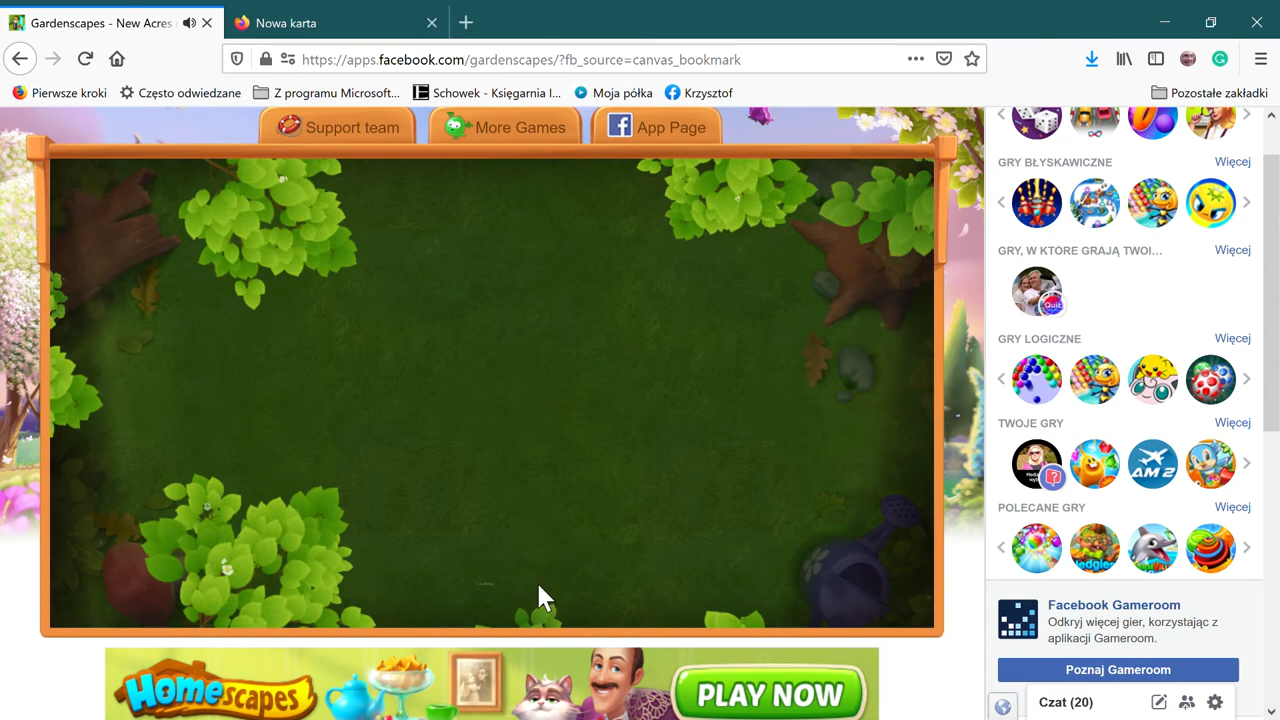 Gardenscapes - New Acres
Nowa karta
https://apps.facebook.com/gardenscapes/?fb_source=canvas_bookmark
Pierwsze kroki
Często odwiedzane
Z programu Microsoft...
Schowek - Księgarnia I...
Moja półka
Krzysztof
Pozostałe zakładki
Support team
More Games
App Page
GRY BŁYSKAWICZNE
Więcej
GRY, W KTÓRE GRAJĄ TWOI...
Więcej
Quiz
GRY LOGICZNE
Więcej
TWOJE GRY
Więcej
AM 2
POLECANE GRY
Więcej
Facebook Gameroom
Odkryj więcej gier, korzystając z
aplikacji Gameroom.
Poznaj Gameroom
Homescapes
PLAY NOW
Czat (20)